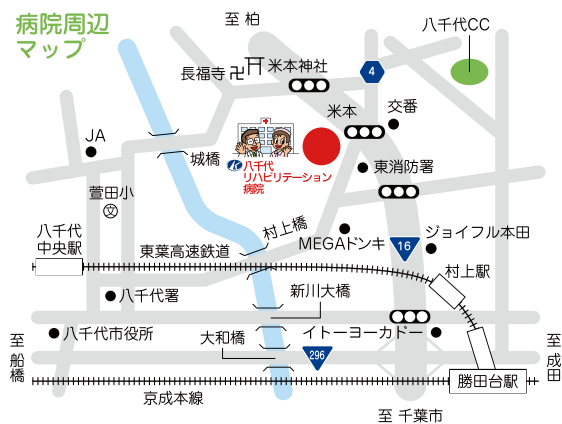 病院周辺
マップ
至 柏
八千代CC
長福寺
米本神社
4
米本
交番
JA
城橋
K
八千代
リハビリテーション
病院
東消防署
萱田小
文
村上橋
八千代
中央駅
東葉高速鉄道
MEGAドンキ
16
ジョイフル本田
村上駅
八千代署
新川大橋
八千代市役所
大和橋
イトーヨーカドー
296
至
船
橋
至
成
田
勝田台駅
京成本線
至 千葉市